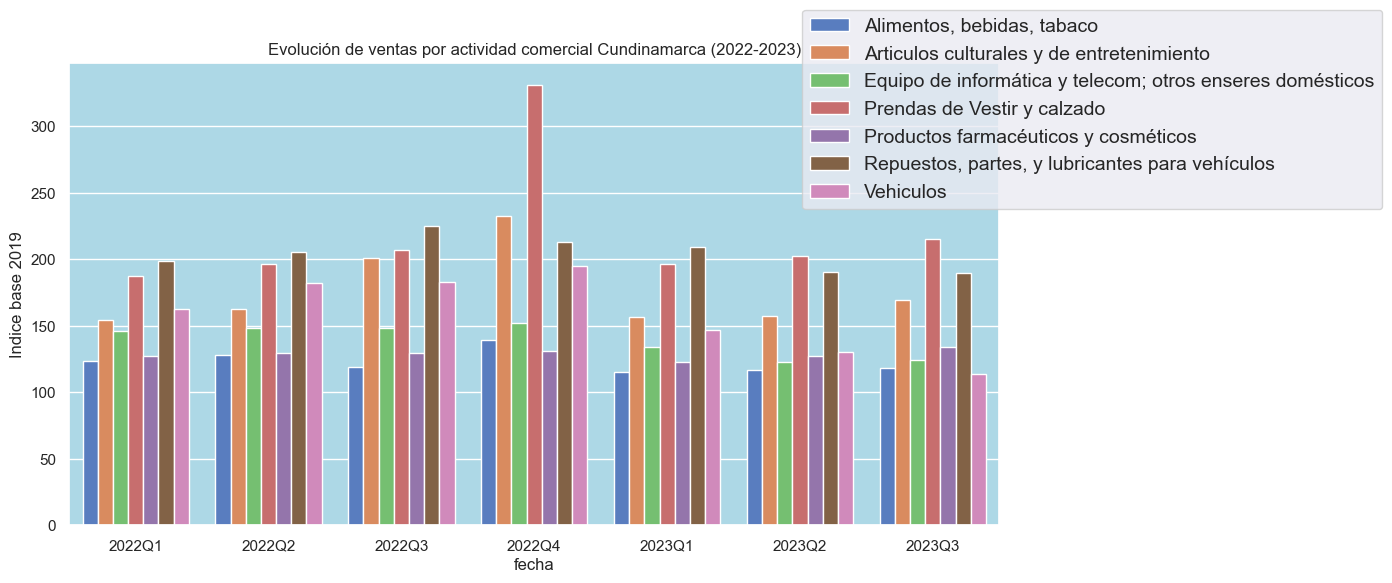 Evolución de ventas por actividad comercial Cundinamarca (2022-2023)
Alimentos, bebidas, tabaco
Articulos culturales y de entretenimiento
Equipo de informática y telecom; otros enseres domésticos
Prendas de Vestir y calzado
Productos farmacéuticos y cosméticos
Repuestos, partes, y lubricantes para vehículos
Vehiculos
Indice base 2019
300
250
200
150
100
50
0
2022Q1 2022Q2 2022Q3 2022Q4 2023Q1 2023Q2 2023Q3
fecha